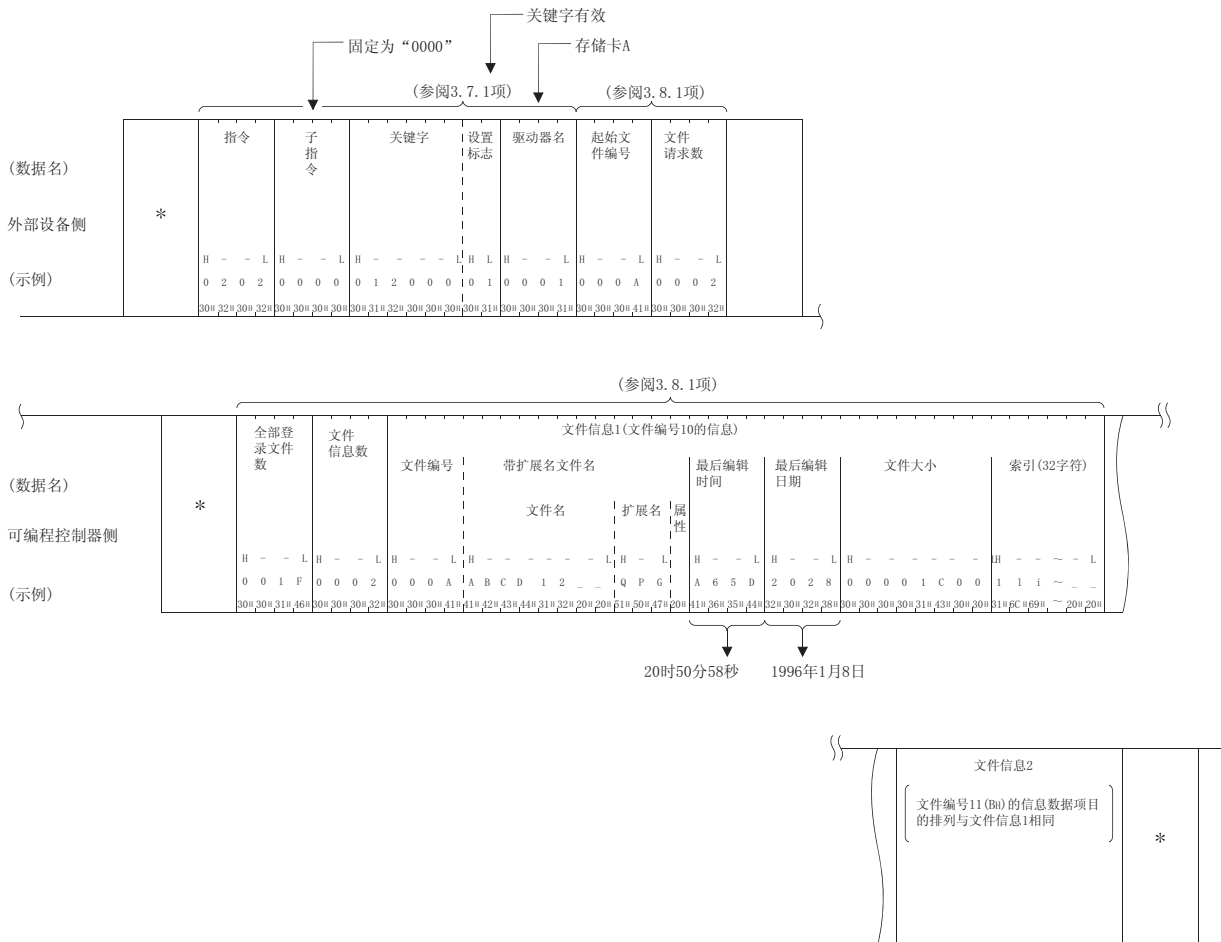 关键字有效
固定为“0000”
存储卡A
(参阅3.7.1项) (参阅3.8.1项)
指令 子指令 关键字 设置标志 驱动器名 起始文件编号 文件请求数
(数据名)
*
外部设备侧
H - - L H - - L H - - - - L H L H - - L H - - L H - - L
(示例)
0 2 0 2 0 0 0 0 0 1 2 0 0 0 0 1 0 0 0 1 0 0 0 A 0 0 0 2
30H 32H 30H 32H 30H 30H 30H 30H 30H 31H 32H 30H 30H 30H 30H 31H 30H 30H 30H 31H 30H 30H 30H 41H 30H 30H 30H 32H
(参阅3.8.1项)
全部登录文件数 文件信息数 文件信息1(文件编号10的信息)
文件编号 带扩展名文件名 最后编辑时间 最后编辑日期 文件大小 索引(32字符)
(数据名)
*
文件名 扩展名 属性
可编程控制器侧
H - - L H - - L H - - L H - - - - - - L H - L H - - L H - - L H - - - - - - LH - - ~ - L
(示例)
0 0 1 F 0 0 0 2 0 0 0 A A B C D 1 2 _ _ Q P G A 6 5 D 2 0 2 8 0 0 0 0 1 C 0 0 1 l i ~ _ _
30H 30H 31H 46H 30H 30H 30H 32H 30H 30H 30H 41H 41H 42H 43H 44H 31H 32H 20H 20H 51H 50H 47H 20H 41H 36H 35H 44H 32H 30H 32H 38H 30H 30H 30H 30H 31H 43H 30H 30H 31H 6CH 69H ~ 20H 20H
20时50分58秒 1996年1月8日
文件信息2
文件编号11(BH)的信息数据项目
的排列与文件信息1相同
*